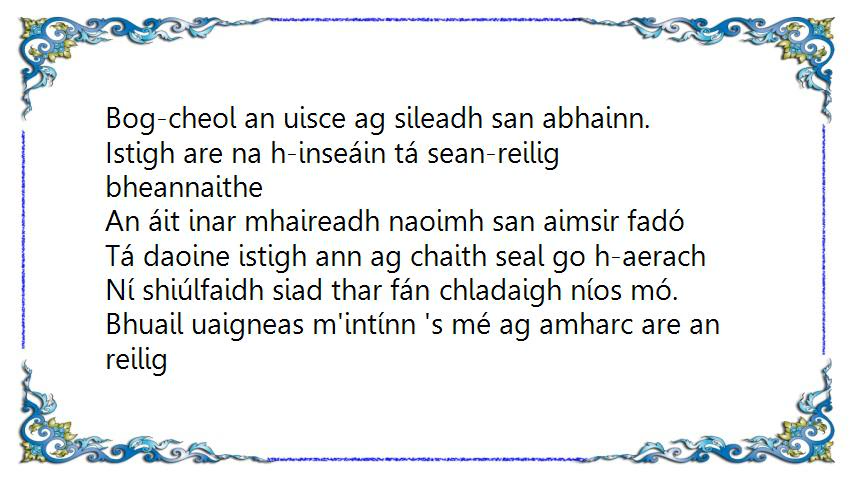 Bog-cheol an uisce ag sileadh san abhainn.
Istigh are na h-inseáin tá sean-reilig
bheannaithe
An áit inar mhaireadh naoimh san aimsir fadó
Tá daoine istigh ann ag chaith seal go h-aerach
Ní shiúlfaidh siad thar fán chladaigh níos mó.
Bhuail uaigneas m'intínn 's mé ag amharc are an
reilig